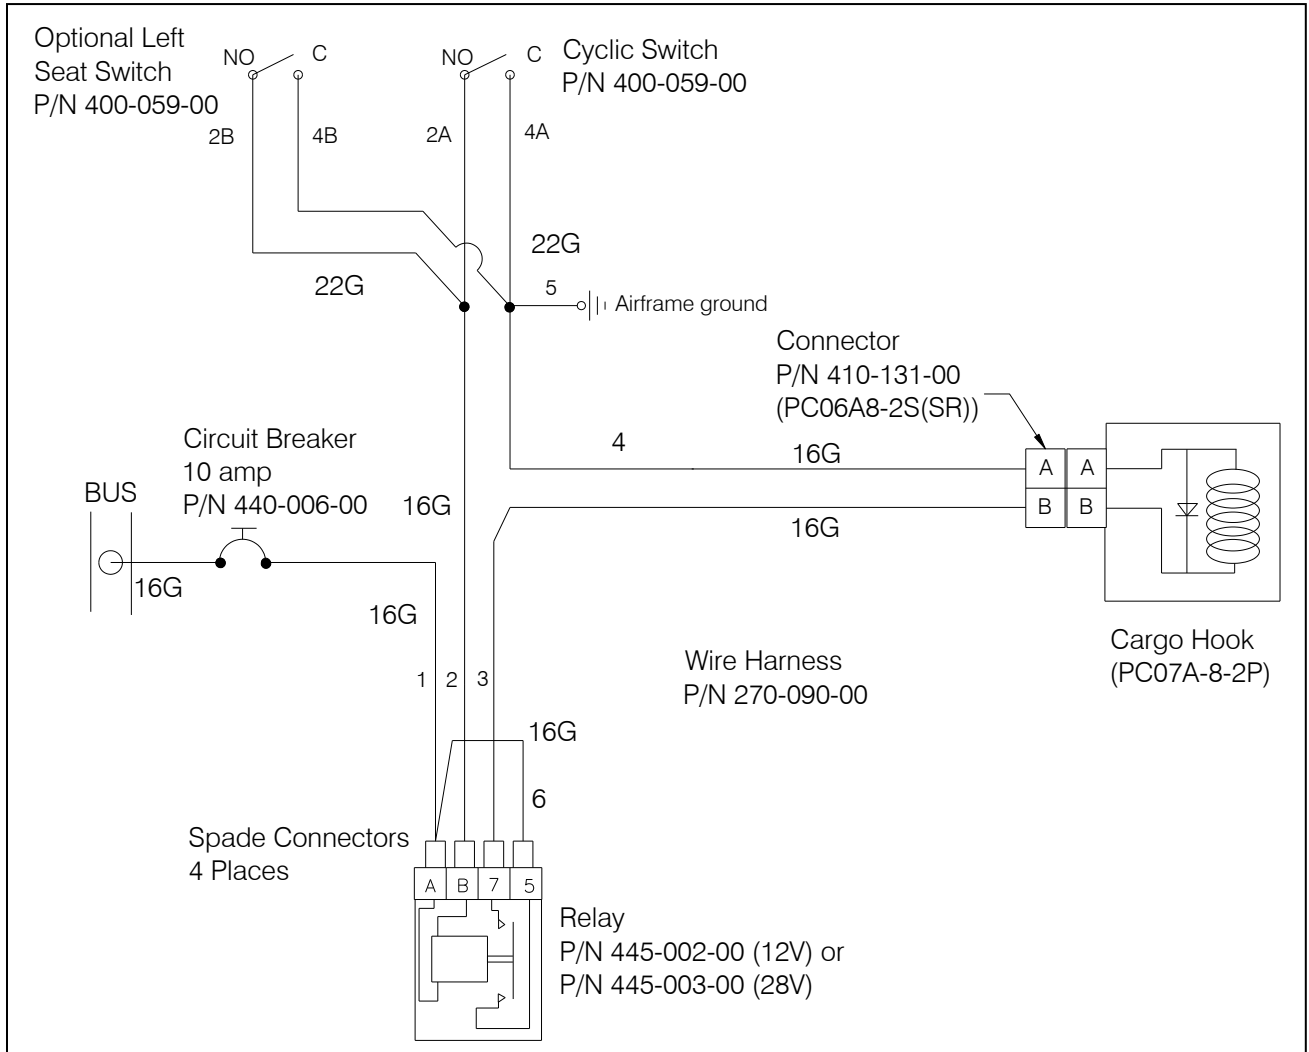 Optional Left
Seat Switch
P/N 400-059-00
NO
C
2B
4B
NO
C
Cyclic Switch
P/N 400-059-00
2A
4A
22G
22G
5
Airframe ground
Connector
P/N 410-131-00
(PC06A8-2S(SR))
4
16G
A
A
B
B
16G
Circuit Breaker
10 amp
P/N 440-006-00
BUS
16G
16G
16G
Cargo Hook
(PC07A-8-2P)
Wire Harness
P/N 270-090-00
1
2
3
16G
6
Spade Connectors
4 Places
A
B
7
5
Relay
P/N 445-002-00 (12V) or
P/N 445-003-00 (28V)